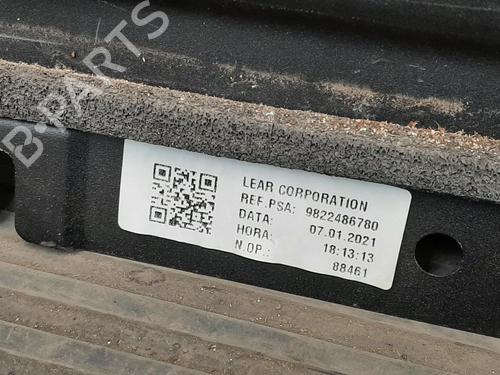 B-PARTS
LEAR CORPORATION
REF.PSA: 9822486780
DATA: 07.01.2021
HORA: 18:13:13
N.OP.: 88461